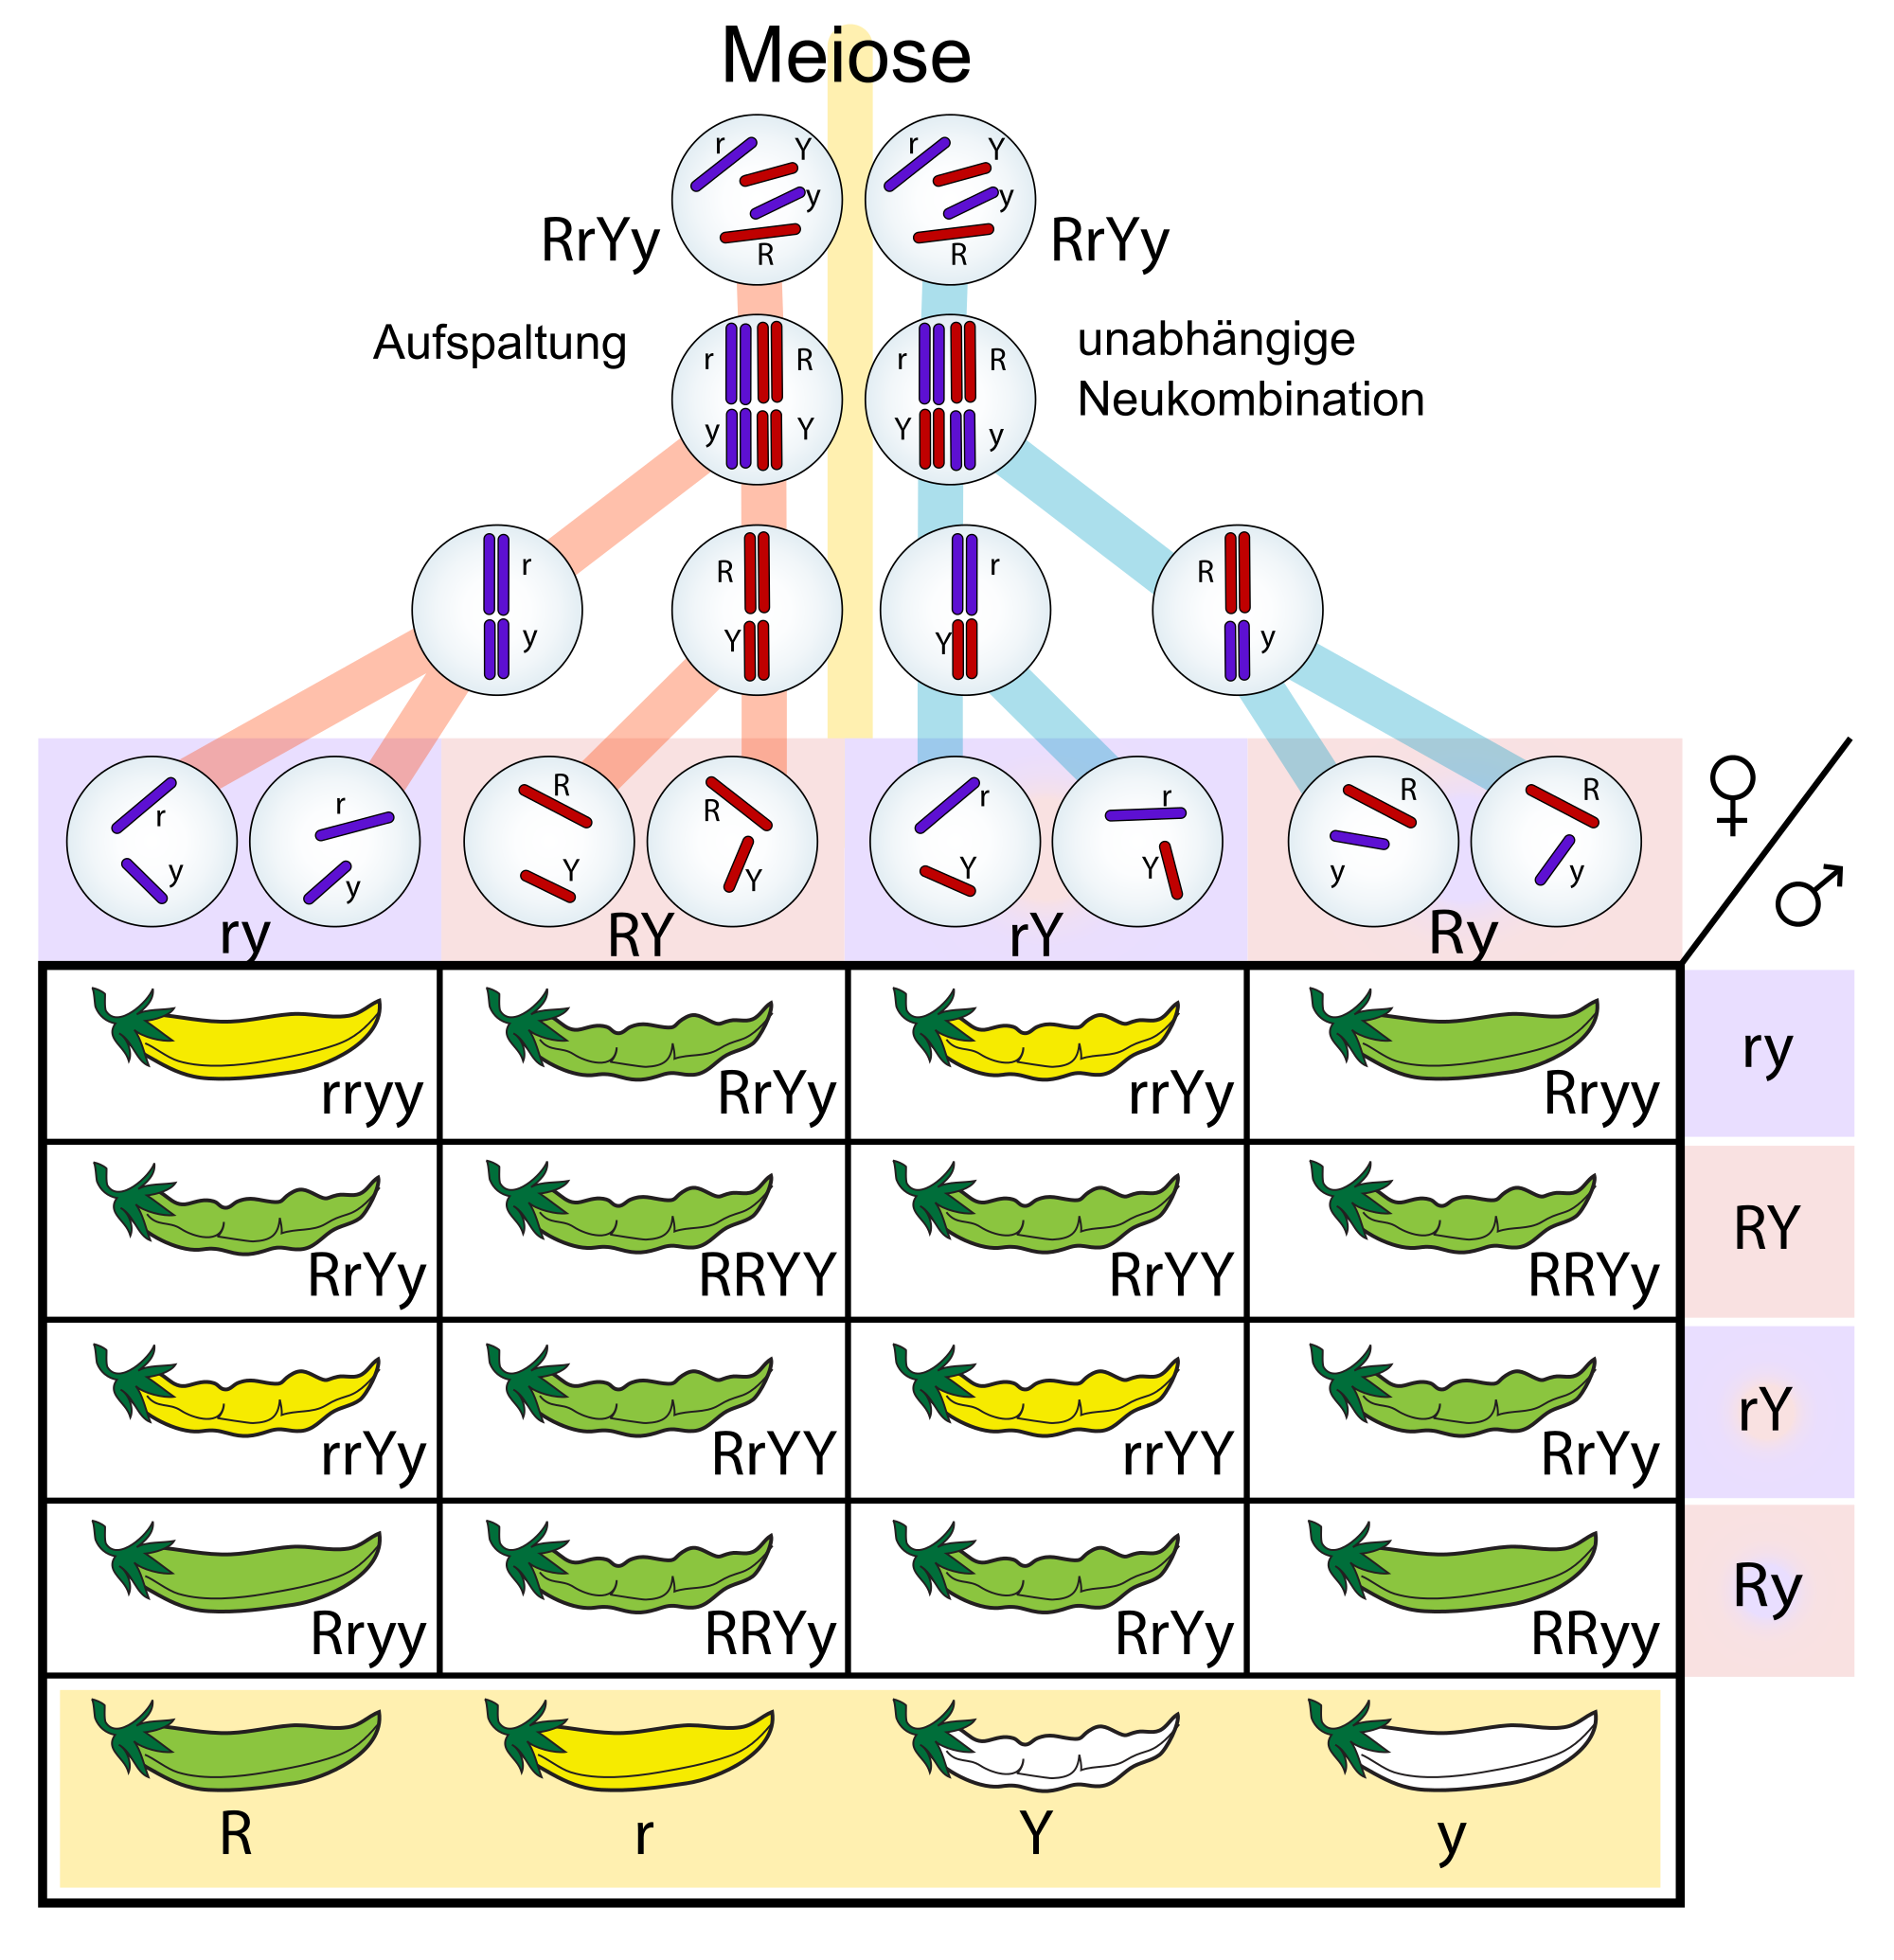 Meiose
r Y r Y
y y
RrYy R R RrYy
Aufspaltung unabhängige
Neukombination
r R r R
y Y Y y
r R r R
y Y Y y
r r R R r r R R
y y Y Y Y Y y y
♀
♂
ry RY rY Ry
rryy RrYy rrYy Rryy ry
RrYy RRYY RrYY RRYy RY
rrYy RrYY rrYY RrYy rY
Rryy RRYy RrYy RRyy Ry
R r Y y